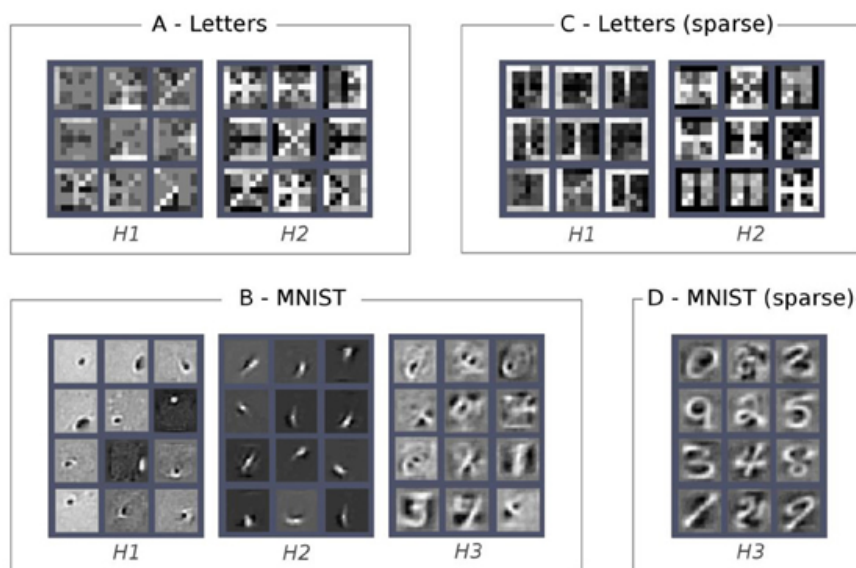 A - Letters
C - Letters (sparse)
H1
H2
H1
H2
B - MNIST
D - MNIST (sparse)
H1
H2
H3
H3